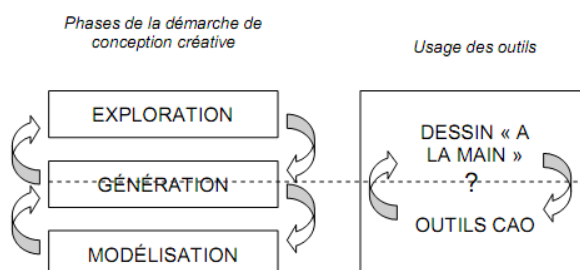 Phases de la démarche de
conception créative
EXPLORATION
GÉNÉRATION
MODÉLISATION
Usage des outils
DESSIN « A
LA MAIN »
?
OUTILS CAO